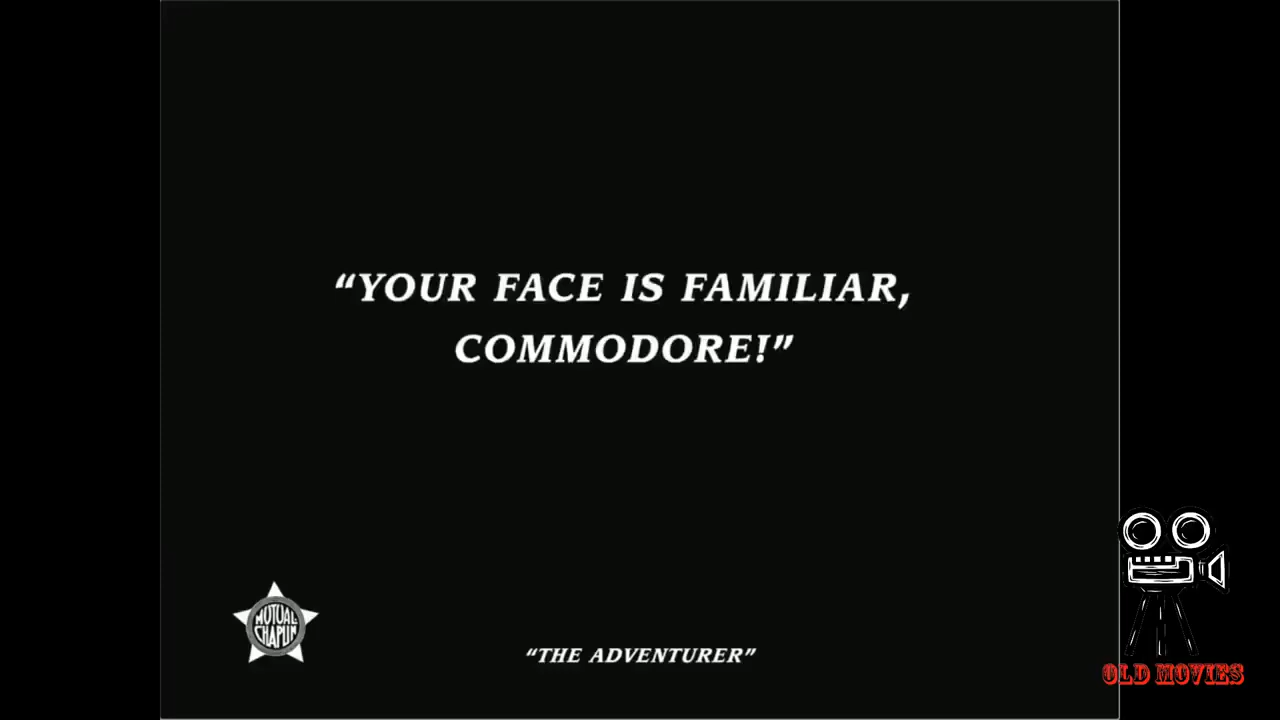 “YOUR FACE IS FAMILIAR,
COMMODORE!”
MUTUAL
CHAPLIN
“THE ADVENTURER”
OLD MOVIES